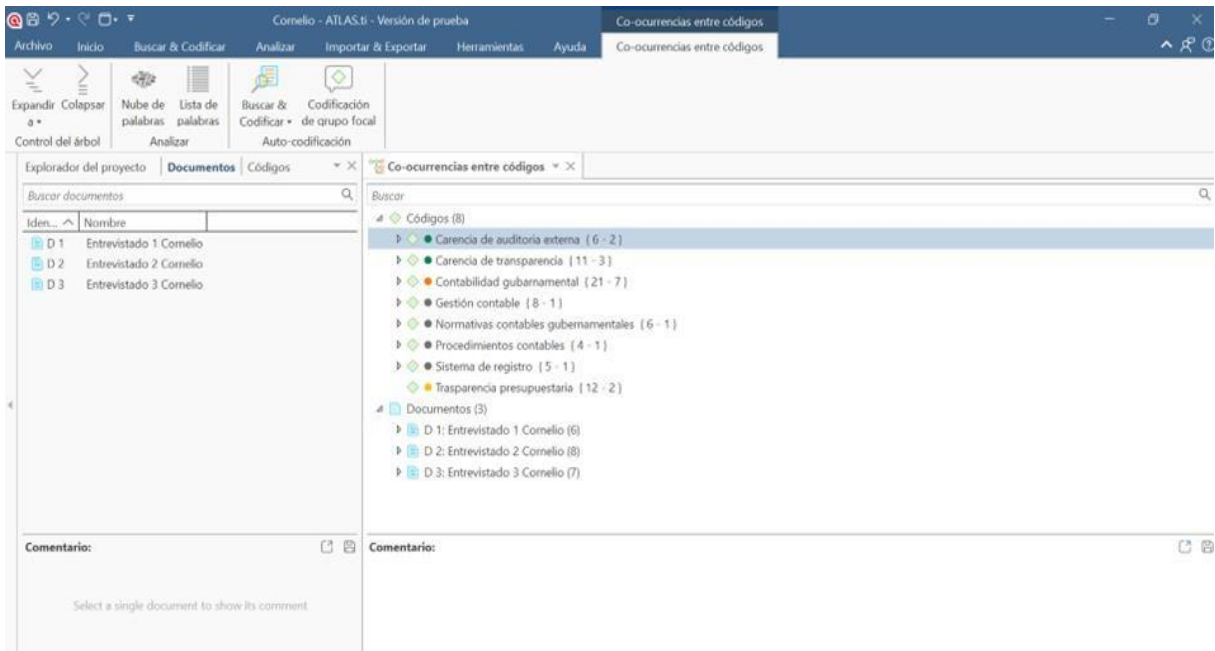 Cornelio - ATLAS.ti - Versión de prueba
Co-ocurrencias entre códigos
Archivo Inicio Buscar & Codificar Analizar Importar & Exportar Herramientas Ayuda Co-ocurrencias entre códigos
Expandir a Colapsar
Nube de palabras
Lista de palabras
Buscar & Codificar
Codificación de grupo focal
Control del árbol Analizar Auto-codificación
Explorador del proyecto Documentos Códigos
Co-ocurrencias entre códigos
Buscar documentos
Buscar
Iden... Nombre
D 1 Entrevistado 1 Cornelio
D 2 Entrevistado 2 Cornelio
D 3 Entrevistado 3 Cornelio
Códigos (8)
Carencia de auditoria externa {6 - 2}
Carencia de transparencia {11 - 3}
Contabilidad gubarnamental {21 - 7}
Gestión contable {8 - 1}
Normativas contables gubernamentales {6 - 1}
Procedimientos contables {4 - 1}
Sistema de registro {5 - 1}
Trasparencia presupuestaria {12 - 2}
Documentos (3)
D 1: Entrevistado 1 Cornelio (6)
D 2: Entrevistado 2 Cornelio (8)
D 3: Entrevistado 3 Cornelio (7)
Comentario:
Comentario:
Select a single document to show its comment